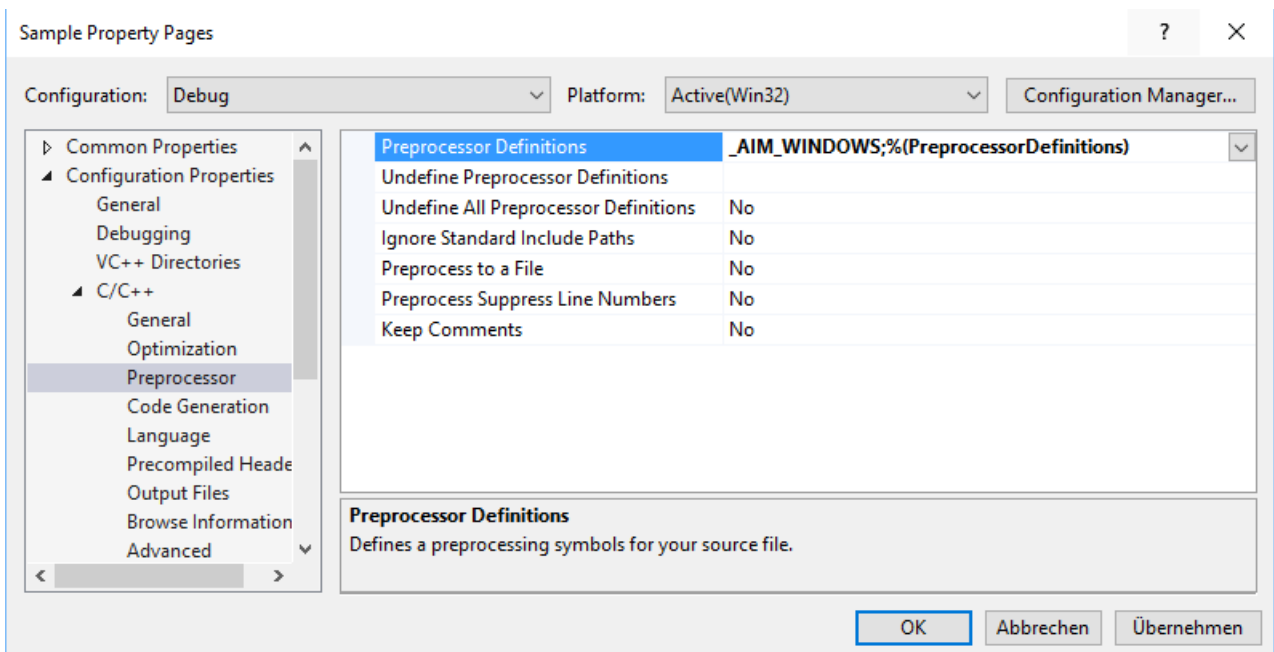 Sample Property Pages
?
Configuration: Debug Platform: Active(Win32) Configuration Manager...
Common Properties
Configuration Properties
General
Debugging
VC++ Directories
C/C++
General
Optimization
Preprocessor
Code Generation
Language
Precompiled Heade
Output Files
Browse Information
Advanced
Preprocessor Definitions _AIM_WINDOWS;%(PreprocessorDefinitions)
Undefine Preprocessor Definitions
Undefine All Preprocessor Definitions No
Ignore Standard Include Paths No
Preprocess to a File No
Preprocess Suppress Line Numbers No
Keep Comments No
Preprocessor Definitions
Defines a preprocessing symbols for your source file.
OK Abbrechen Übernehmen